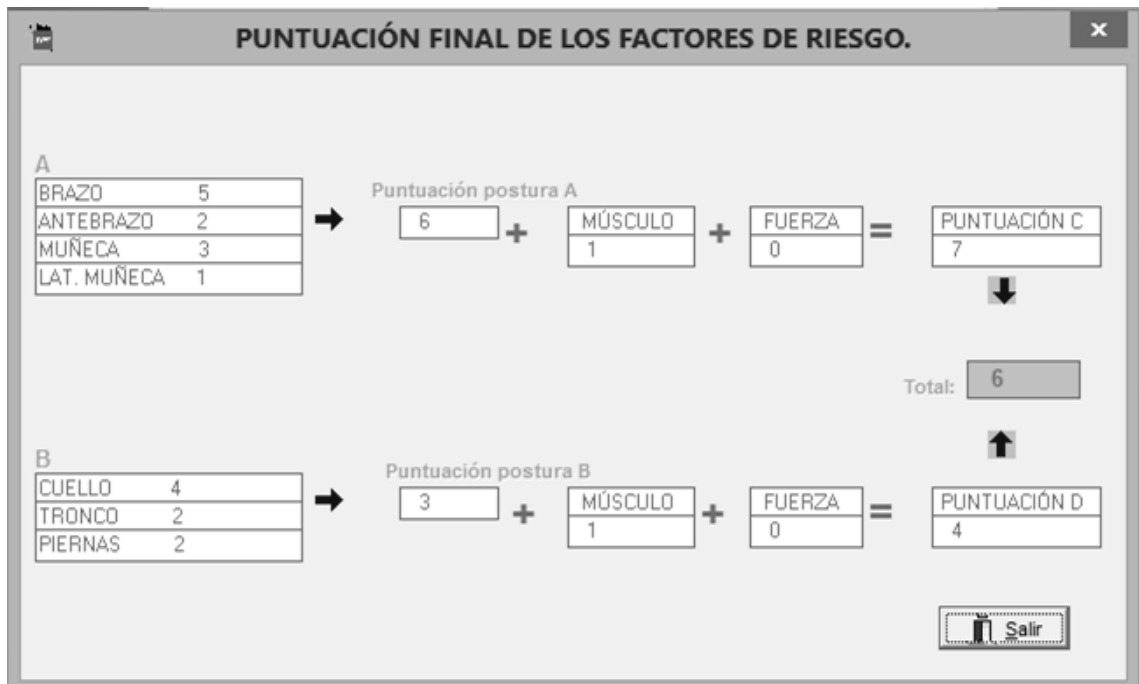 PUNTUACIÓN FINAL DE LOS FACTORES DE RIESGO.
x
A
BRAZO 5
ANTEBRAZO 2
MUÑECA 3
LAT. MUÑECA 1
Puntuación postura A
6 +
MÚSCULO
1
+
FUERZA
0
=
PUNTUACIÓN C
7
Total: 6
B
CUELLO 4
TRONCO 2
PIERNAS 2
Puntuación postura B
3 +
MÚSCULO
1
+
FUERZA
0
=
PUNTUACIÓN D
4
Salir